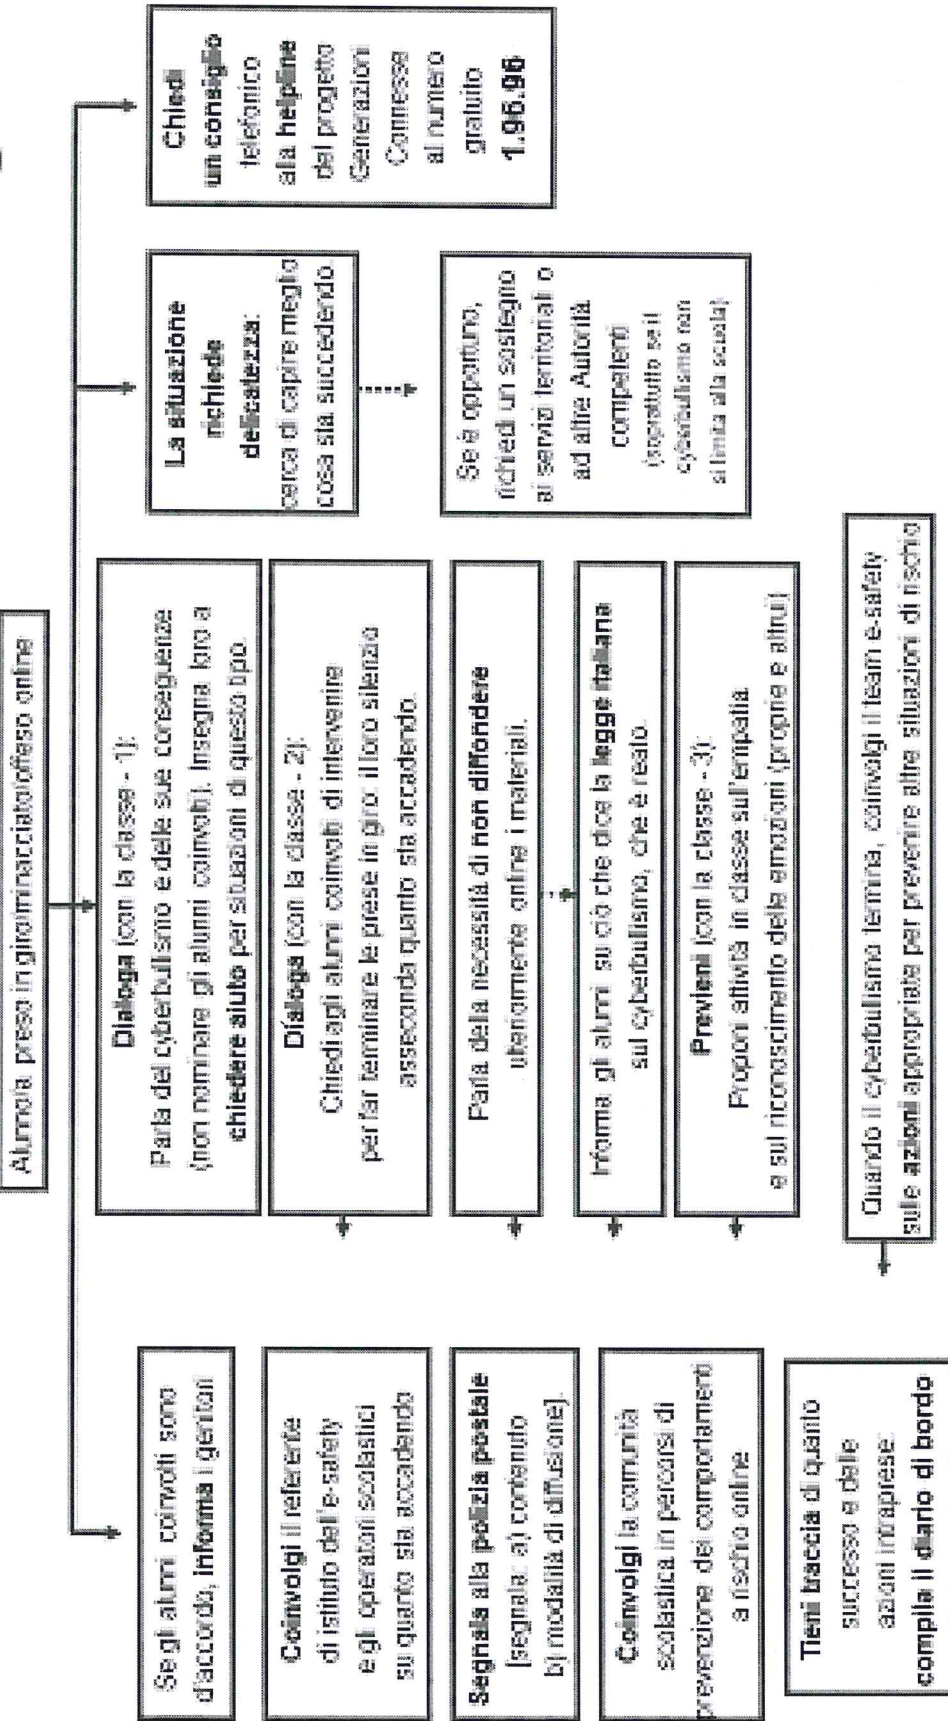 Alunno/a preso in giro/minacciato/offeso online
Se gli alunni coinvolti sono
d'accordo, informa i genitori
Coinvolgi il referente
di istituto dell'e-safety
e gli operatori scolastici
su quanto sta accadendo
Segnala alla polizia postale
(segnala: a) contenuto
b) modalità di diffusione).
Coinvolgi la comunità
scolastica in percorsi di
prevenzione dei comportamenti
a rischio online
Tieni traccia di quanto
successo e delle
azioni intraprese:
compila il diario di bordo
Dialoga (con la classe - 1):
Parla del cyberbullismo e delle sue conseguenze
(non nominare gli alunni coinvolti). Insegna loro a
chiedere aiuto per situazioni di questo tipo.
Dialoga (con la classe - 2):
Chiedi agli alunni coinvolti di intervenire
per far terminare le prese in giro: il loro silenzio
asseconda quanto sta accadendo.
Parla della necessità di non diffondere
ulteriormente online i materiali.
Informa gli alunni su ciò che dice la legge italiana
sul cyberbullismo, che è reato.
Previeni (con la classe - 3):
Proponi attività in classe sull'empatia
e sul riconoscimento delle emozioni (proprie e altrui)
Quando il cyberbullismo termina, coinvolgi il team e-safety
sulle azioni appropriate per prevenire altre situazioni di rischio
La situazione
richiede
delicatezza:
cerca di capire meglio
cosa sta succedendo.
Se è opportuno,
richiedi un sostegno
ai servizi territoriali o
ad altre Autorità
competenti
(soprattutto se il
cyberbullismo non
si limita alla scuola)
Chiedi
un consiglio
telefonico
alla helpline
del progetto
Generazioni
Connesse
al numero
gratuito
1.96.96